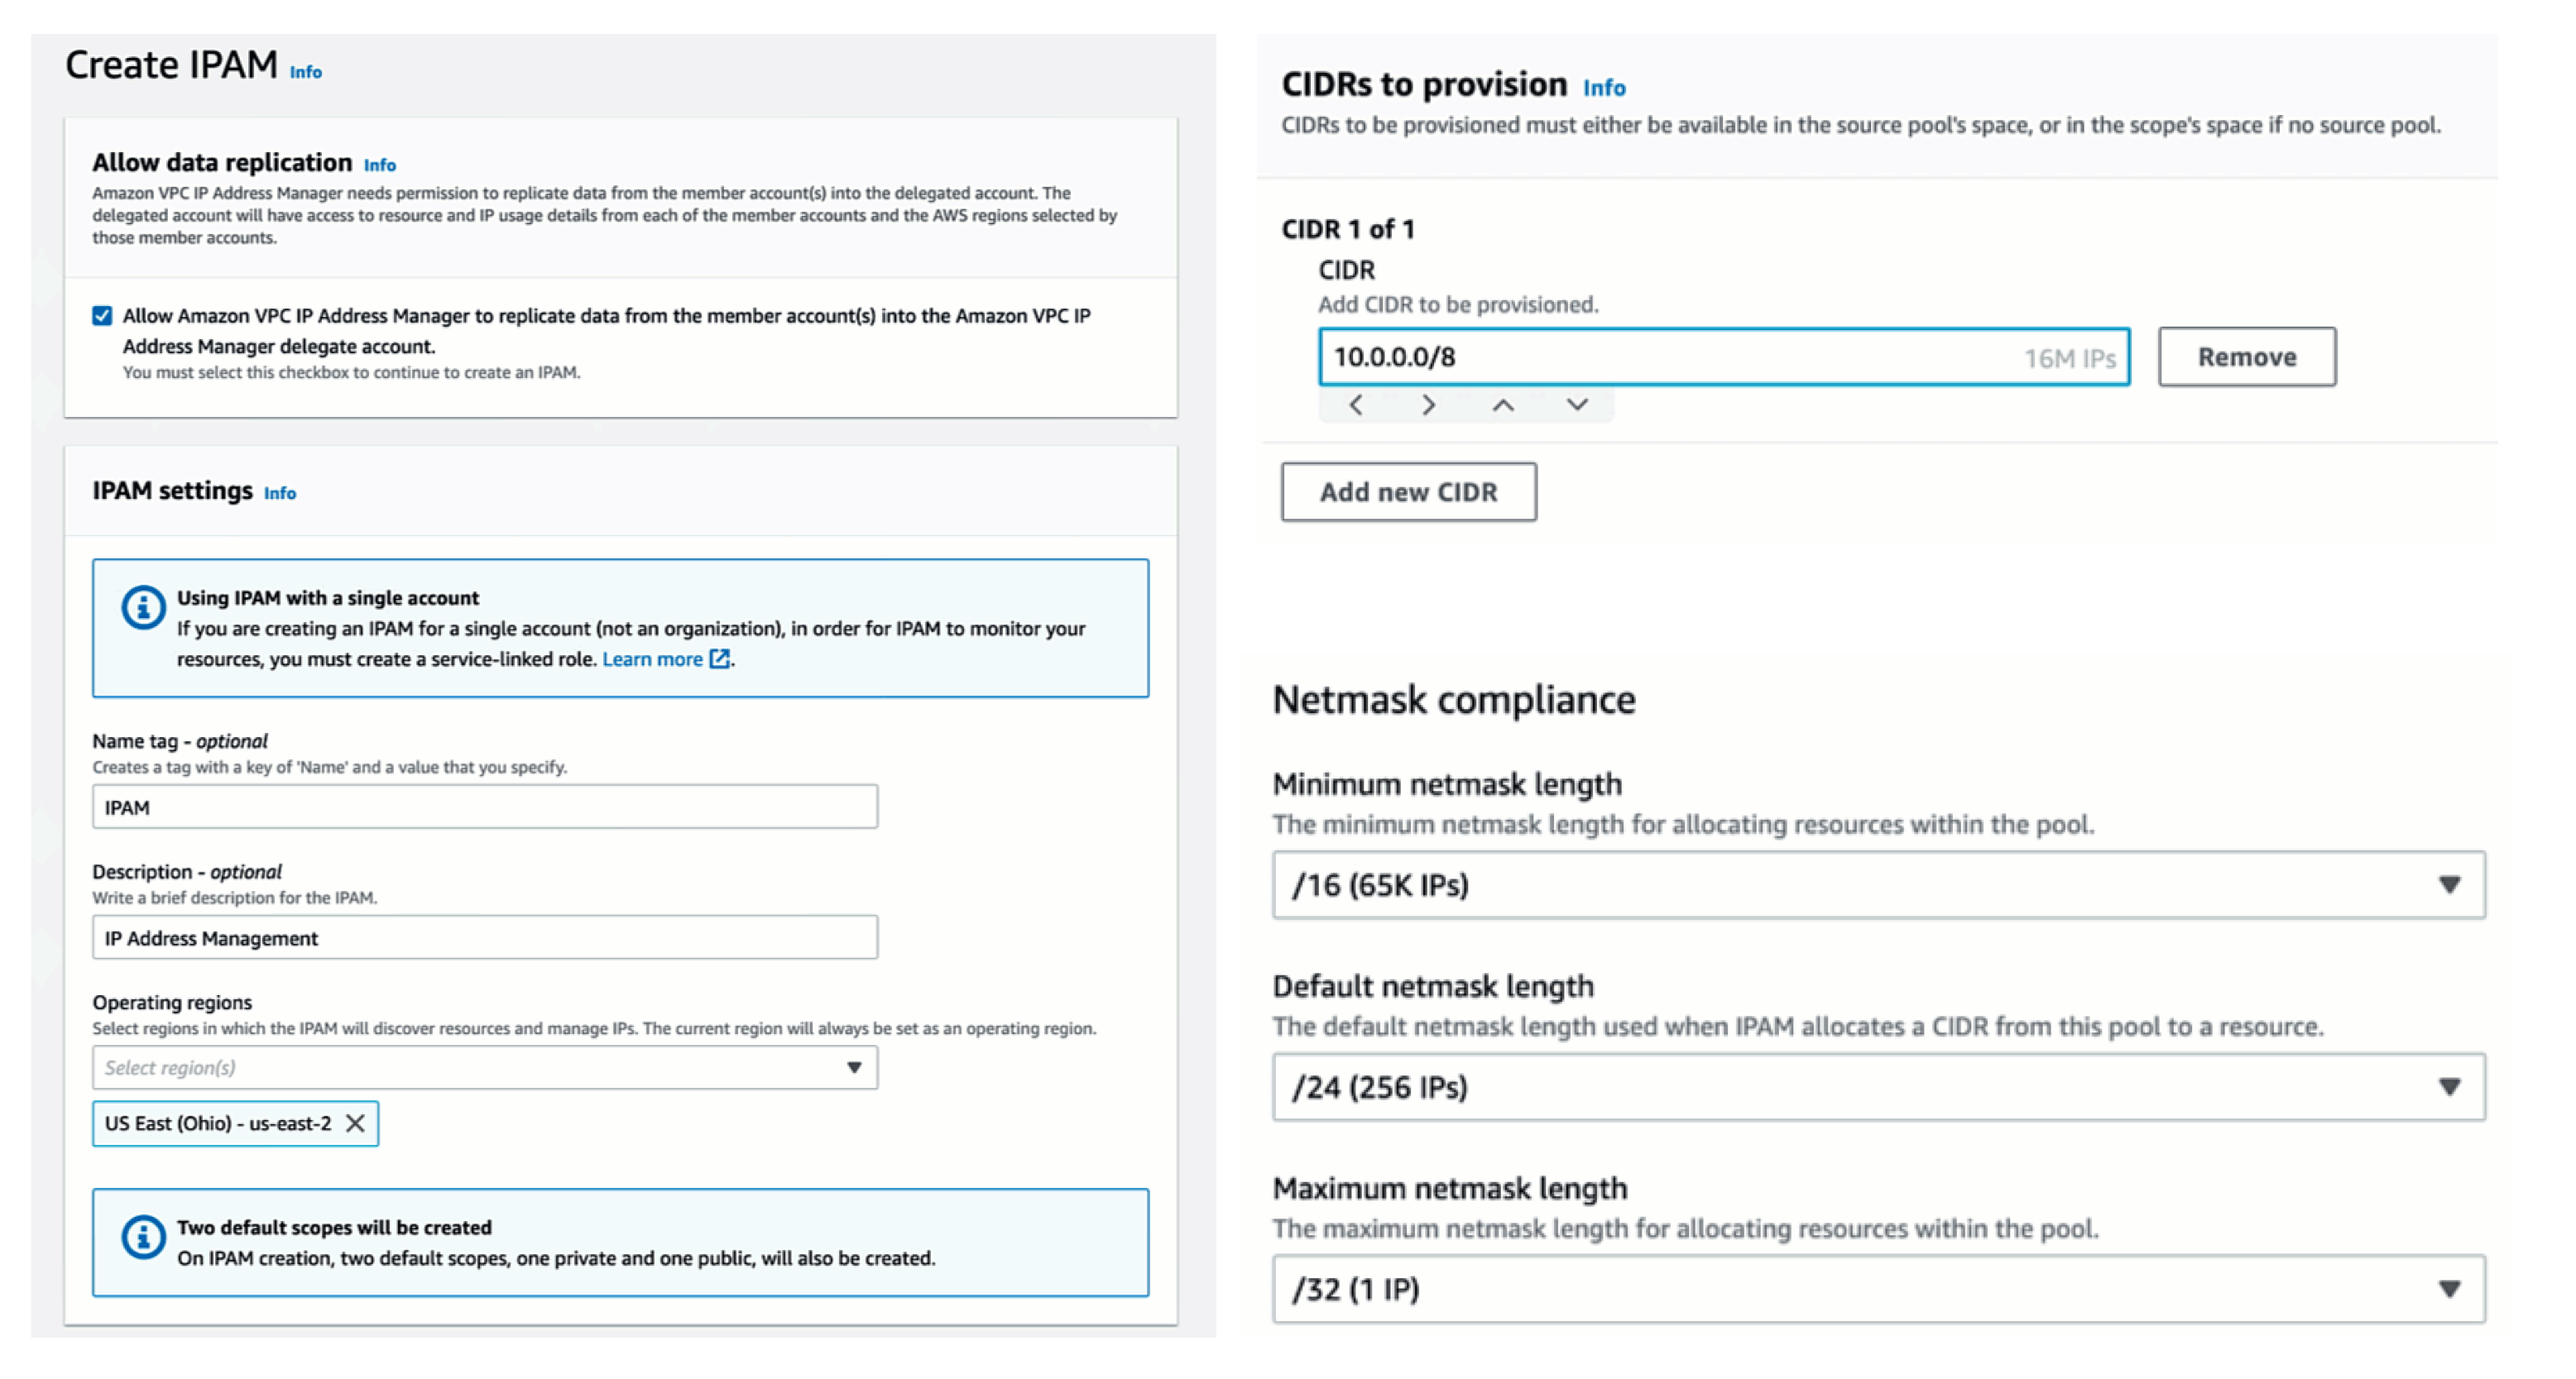 Create IPAM Info
Allow data replication Info
Amazon VPC IP Address Manager needs permission to replicate data from the member account(s) into the delegated account. The
delegated account will have access to resource and IP usage details from each of the member accounts and the AWS regions selected by
those member accounts.
Allow Amazon VPC IP Address Manager to replicate data from the member account(s) into the Amazon VPC IP
Address Manager delegate account.
You must select this checkbox to continue to create an IPAM.
IPAM settings Info
Using IPAM with a single account
If you are creating an IPAM for a single account (not an organization), in order for IPAM to monitor your
resources, you must create a service-linked role. Learn more.
Name tag - optional
Creates a tag with a key of 'Name' and a value that you specify.
IPAM
Description - optional
Write a brief description for the IPAM.
IP Address Management
Operating regions
Select regions in which the IPAM will discover resources and manage IPs. The current region will always be set as an operating region.
Select region(s)
US East (Ohio) - us-east-2
Two default scopes will be created
On IPAM creation, two default scopes, one private and one public, will also be created.
CIDRs to provision Info
CIDRs to be provisioned must either be available in the source pool's space, or in the scope's space if no source pool.
CIDR 1 of 1
CIDR
Add CIDR to be provisioned.
10.0.0.0/8 16M IPs
Remove
Add new CIDR
Netmask compliance
Minimum netmask length
The minimum netmask length for allocating resources within the pool.
/16 (65K IPs)
Default netmask length
The default netmask length used when IPAM allocates a CIDR from this pool to a resource.
/24 (256 IPs)
Maximum netmask length
The maximum netmask length for allocating resources within the pool.
/32 (1 IP)